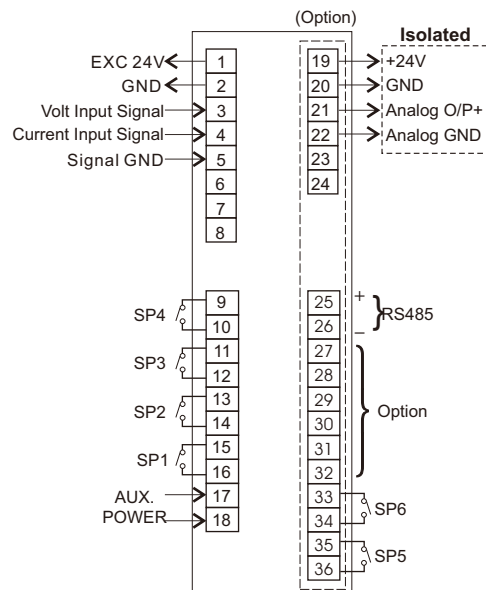 (Option)
Isolated
EXC 24V 1
GND 2
Volt Input Signal 3
Current Input Signal 4
Signal GND 5
6
7
8
19 +24V
20 GND
21 Analog O/P+
22 Analog GND
23
24
SP4 9
10
SP3 11
12
SP2 13
14
SP1 15
16
AUX. 17
POWER 18
25 + RS485
26 –
27
28
29 Option
30
31
32
33 SP6
34
35 SP5
36